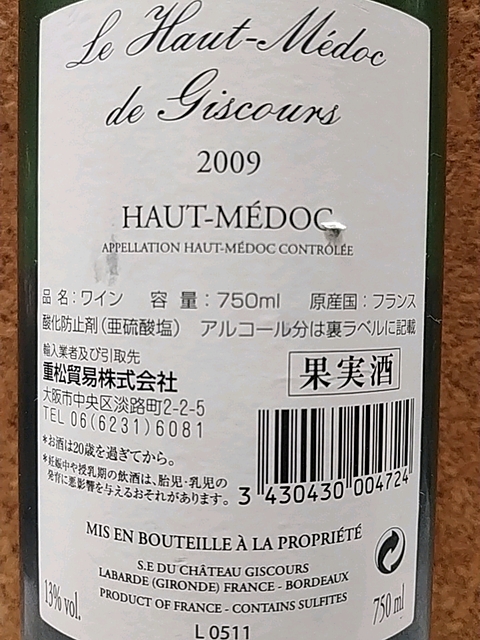 Le Haut-Médoc
de Giscours
2009
HAUT-MÉDOC
APPELLATION HAUT-MÉDOC CONTRÔLÉE
品 名：ワイン 容 量：750ml 原産国：フランス
酸化防止剤（亜硫酸塩） アルコール分は裏ラベルに記載
輸入業者及び引取先
重松貿易株式会社
大阪市中央区淡路町2-2-5
TEL 06(6231)6081
果実酒
*お酒は20歳を過ぎてから。
*妊娠中や授乳期の飲酒は、胎児・乳児の
発育に悪影響を与えるおそれがあります。
3 430430 004724
MIS EN BOUTEILLE À LA PROPRIÉTÉ
S.E DU CHÂTEAU GISCOURS
LABARDE (GIRONDE) FRANCE - BORDEAUX
PRODUCT OF FRANCE - CONTAINS SULFITES
13% vol.
750 ml
L 0511